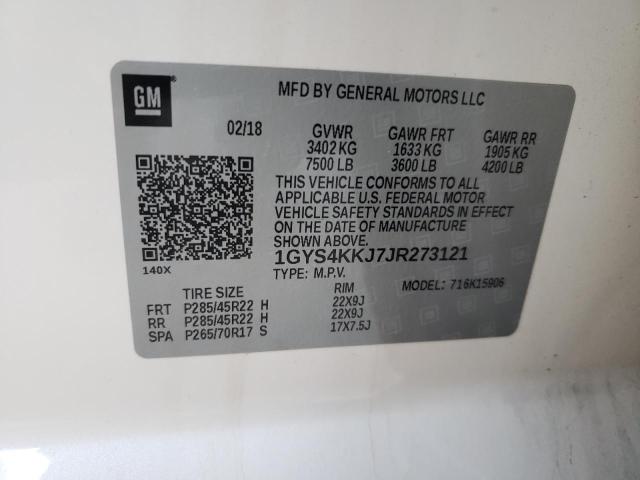 GM
MFD BY GENERAL MOTORS LLC
02/18 GVWR GAWR FRT GAWR RR
3402 KG 1633 KG 1905 KG
7500 LB 3600 LB 4200 LB
THIS VEHICLE CONFORMS TO ALL
APPLICABLE U.S. FEDERAL MOTOR
VEHICLE SAFETY STANDARDS IN EFFECT
ON THE DATE OF MANUFACTURE
SHOWN ABOVE.
140X
1GYS4KKJ7JR273121
TYPE: M.P.V. MODEL: 716K15906
TIRE SIZE RIM
FRT P285/45R22 H 22X9J
RR P285/45R22 H 22X9J
SPA P265/70R17 S 17X7.5J